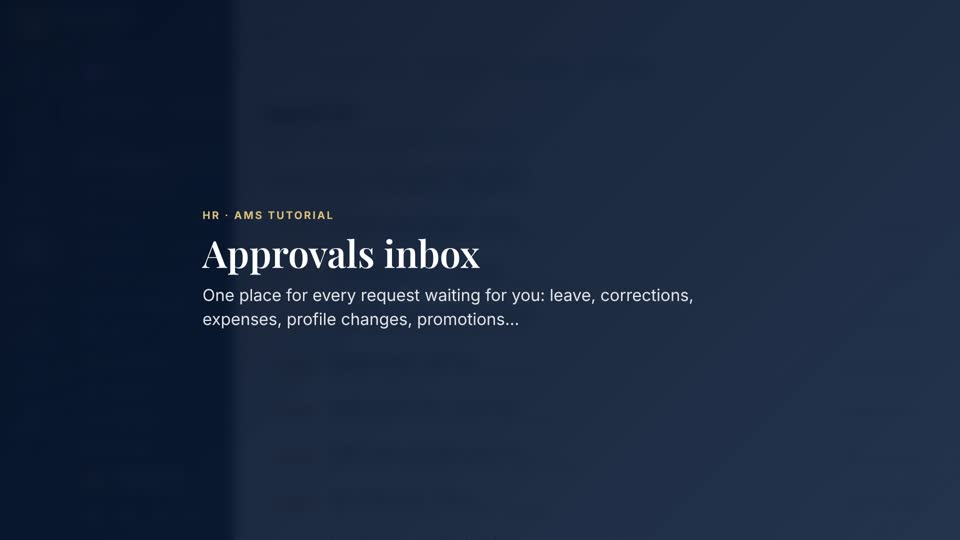 HR · AMS TUTORIAL
Approvals inbox
One place for every request waiting for you: leave, corrections,
expenses, profile changes, promotions...